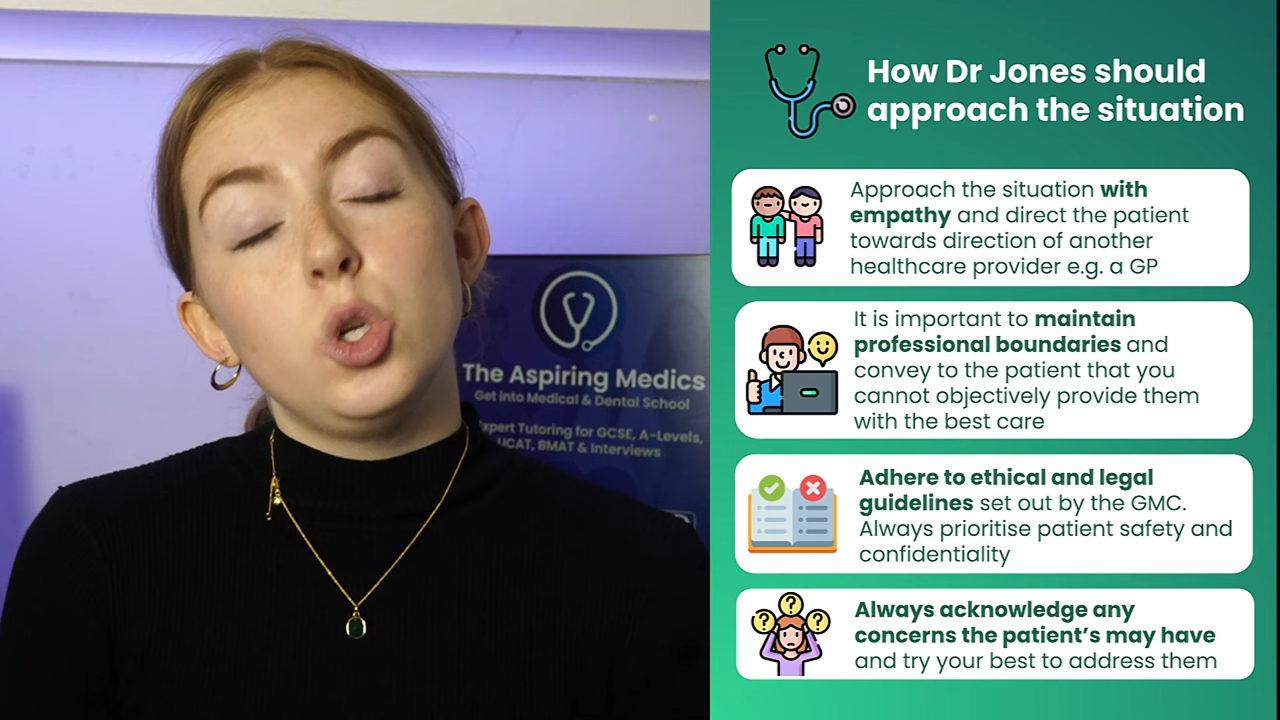 How Dr Jones should
approach the situation
Approach the situation with
empathy and direct the patient
towards direction of another
healthcare provider e.g. a GP
It is important to maintain
professional boundaries and
convey to the patient that you
cannot objectively provide them
with the best care
Adhere to ethical and legal
guidelines set out by the GMC.
Always prioritise patient safety and
confidentiality
Always acknowledge any
concerns the patient's may have
and try your best to address them
The Aspiring Medics
Get into Medical & Dental School
Expert Tutoring for GCSE, A-Levels,
UCAT, BMAT & Interviews